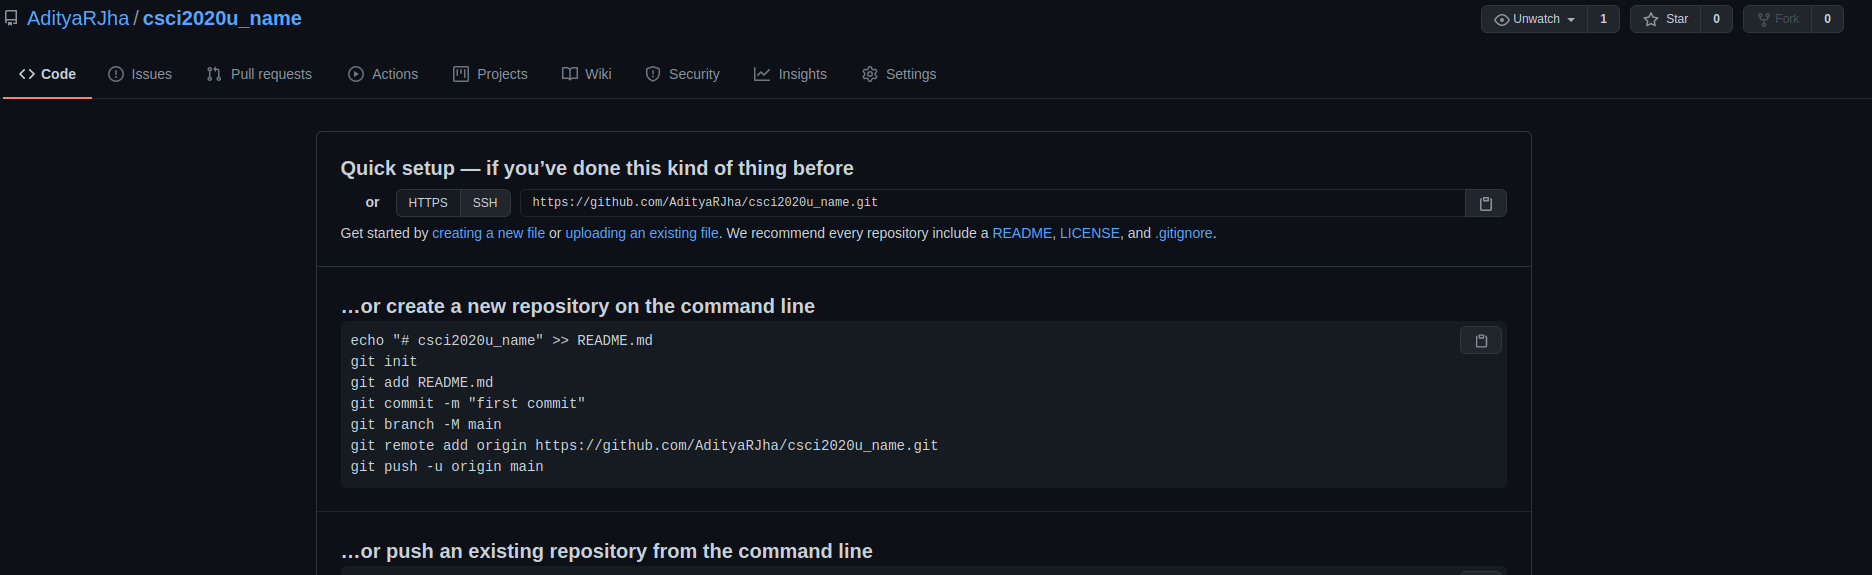 AdityaRJha / csci2020u_name
Unwatch 1 Star 0 Fork 0
Code Issues Pull requests Actions Projects Wiki Security Insights Settings
Quick setup — if you’ve done this kind of thing before
or HTTPS SSH https://github.com/AdityaRJha/csci2020u_name.git
Get started by creating a new file or uploading an existing file. We recommend every repository include a README, LICENSE, and .gitignore.
…or create a new repository on the command line
echo "# csci2020u_name" >> README.md
git init
git add README.md
git commit -m "first commit"
git branch -M main
git remote add origin https://github.com/AdityaRJha/csci2020u_name.git
git push -u origin main
…or push an existing repository from the command line